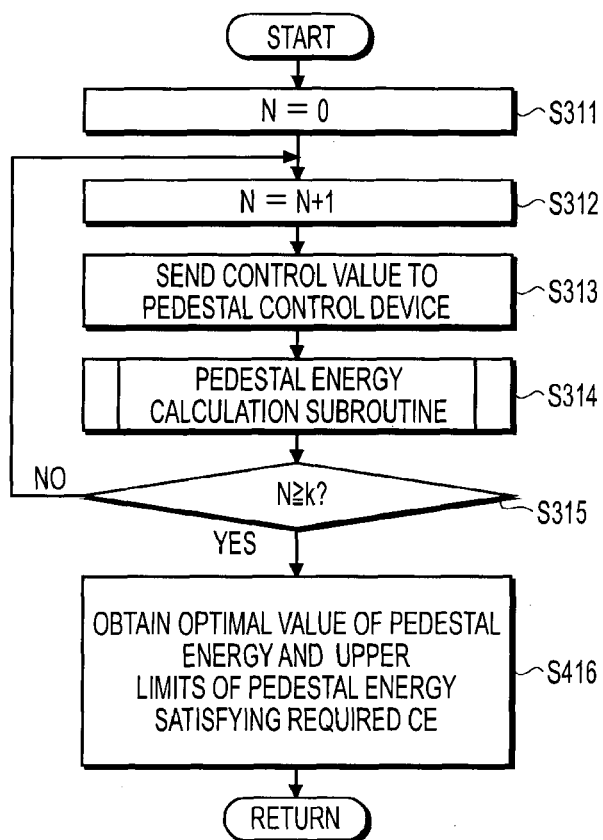 START
N = 0
S311
N = N+1
S312
SEND CONTROL VALUE TO
PEDESTAL CONTROL DEVICE
S313
PEDESTAL ENERGY
CALCULATION SUBROUTINE
S314
NO
N≧k?
S315
YES
OBTAIN OPTIMAL VALUE OF PEDESTAL
ENERGY AND UPPER
LIMITS OF PEDESTAL ENERGY
SATISFYING REQUIRED CE
S416
RETURN